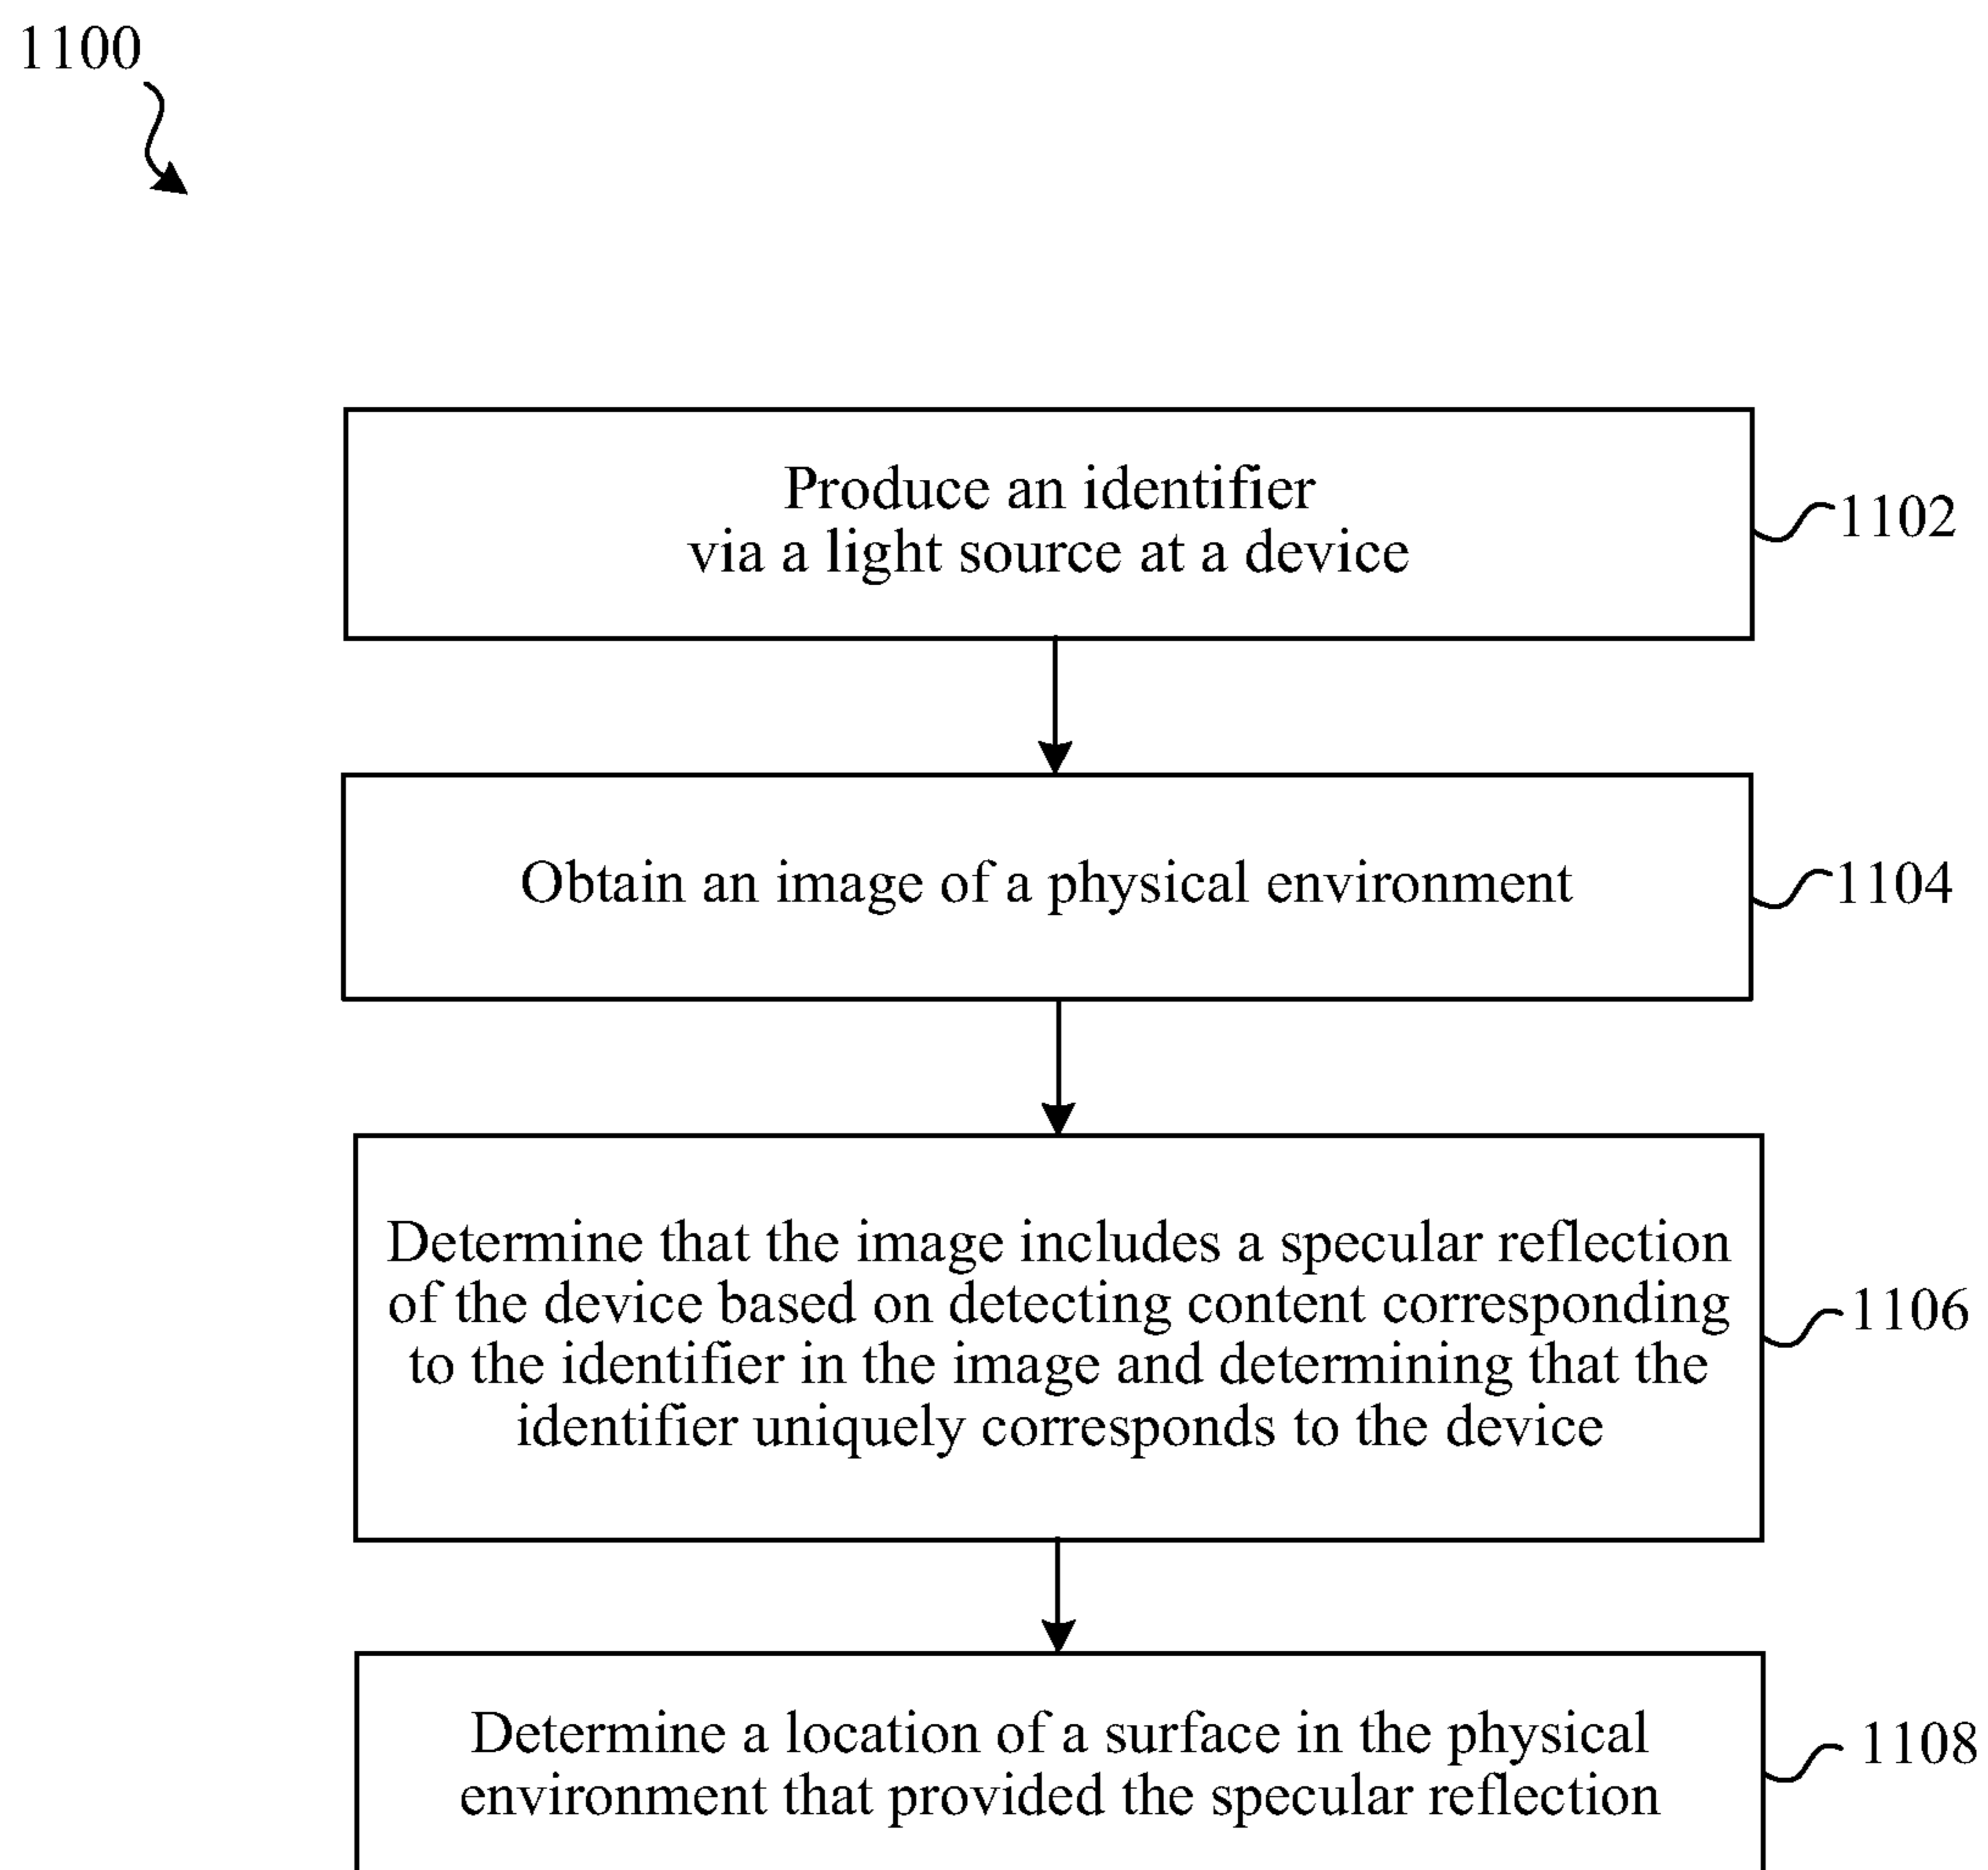 1100
Produce an identifier
via a light source at a device
1102
Obtain an image of a physical environment
1104
Determine that the image includes a specular reflection
of the device based on detecting content corresponding
to the identifier in the image and determining that the
identifier uniquely corresponds to the device
1106
Determine a location of a surface in the physical
environment that provided the specular reflection
1108